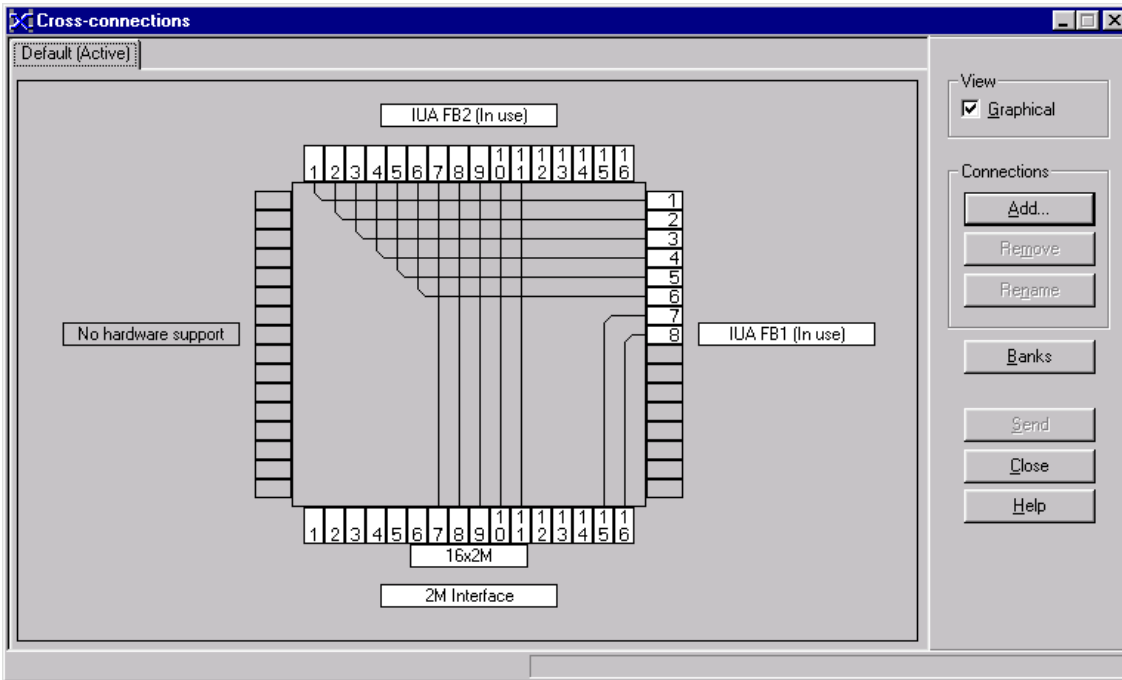 Cross-connections
Default (Active)
IUA FB2 (In use)
1 2 3 4 5 6 7 8 9 10 11 12 13 14 15 16
1
2
3
4
5
6
7
8
No hardware support
IUA FB1 (In use)
1 2 3 4 5 6 7 8 9 10 11 12 13 14 15 16
16x2M
2M Interface
View
Graphical
Connections
Add...
Remove
Rename
Banks
Send
Close
Help